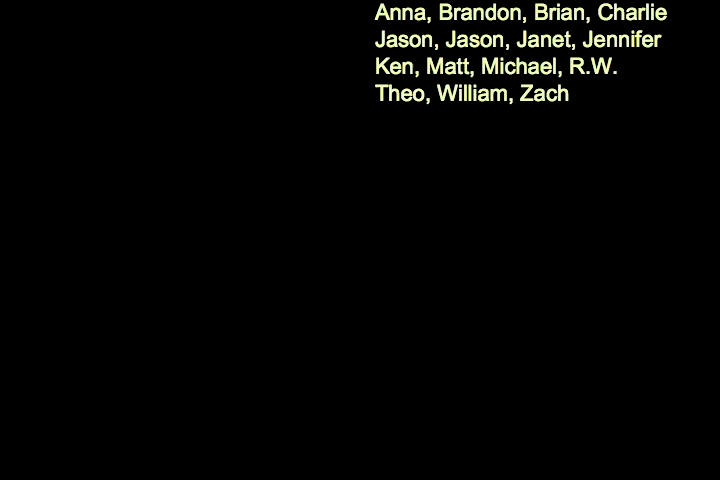 Anna, Brandon, Brian, Charlie
Jason, Jason, Janet, Jennifer
Ken, Matt, Michael, R.W.
Theo, William, Zach